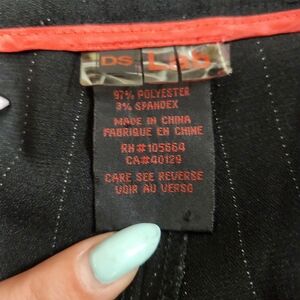 DS LAB
97% POLYESTER
3% SPANDEX
MADE IN CHINA
FABRIQUE EN CHINE
RN#105664
CA#40129
CARE SEE REVERSE
VOIR AU VERSO